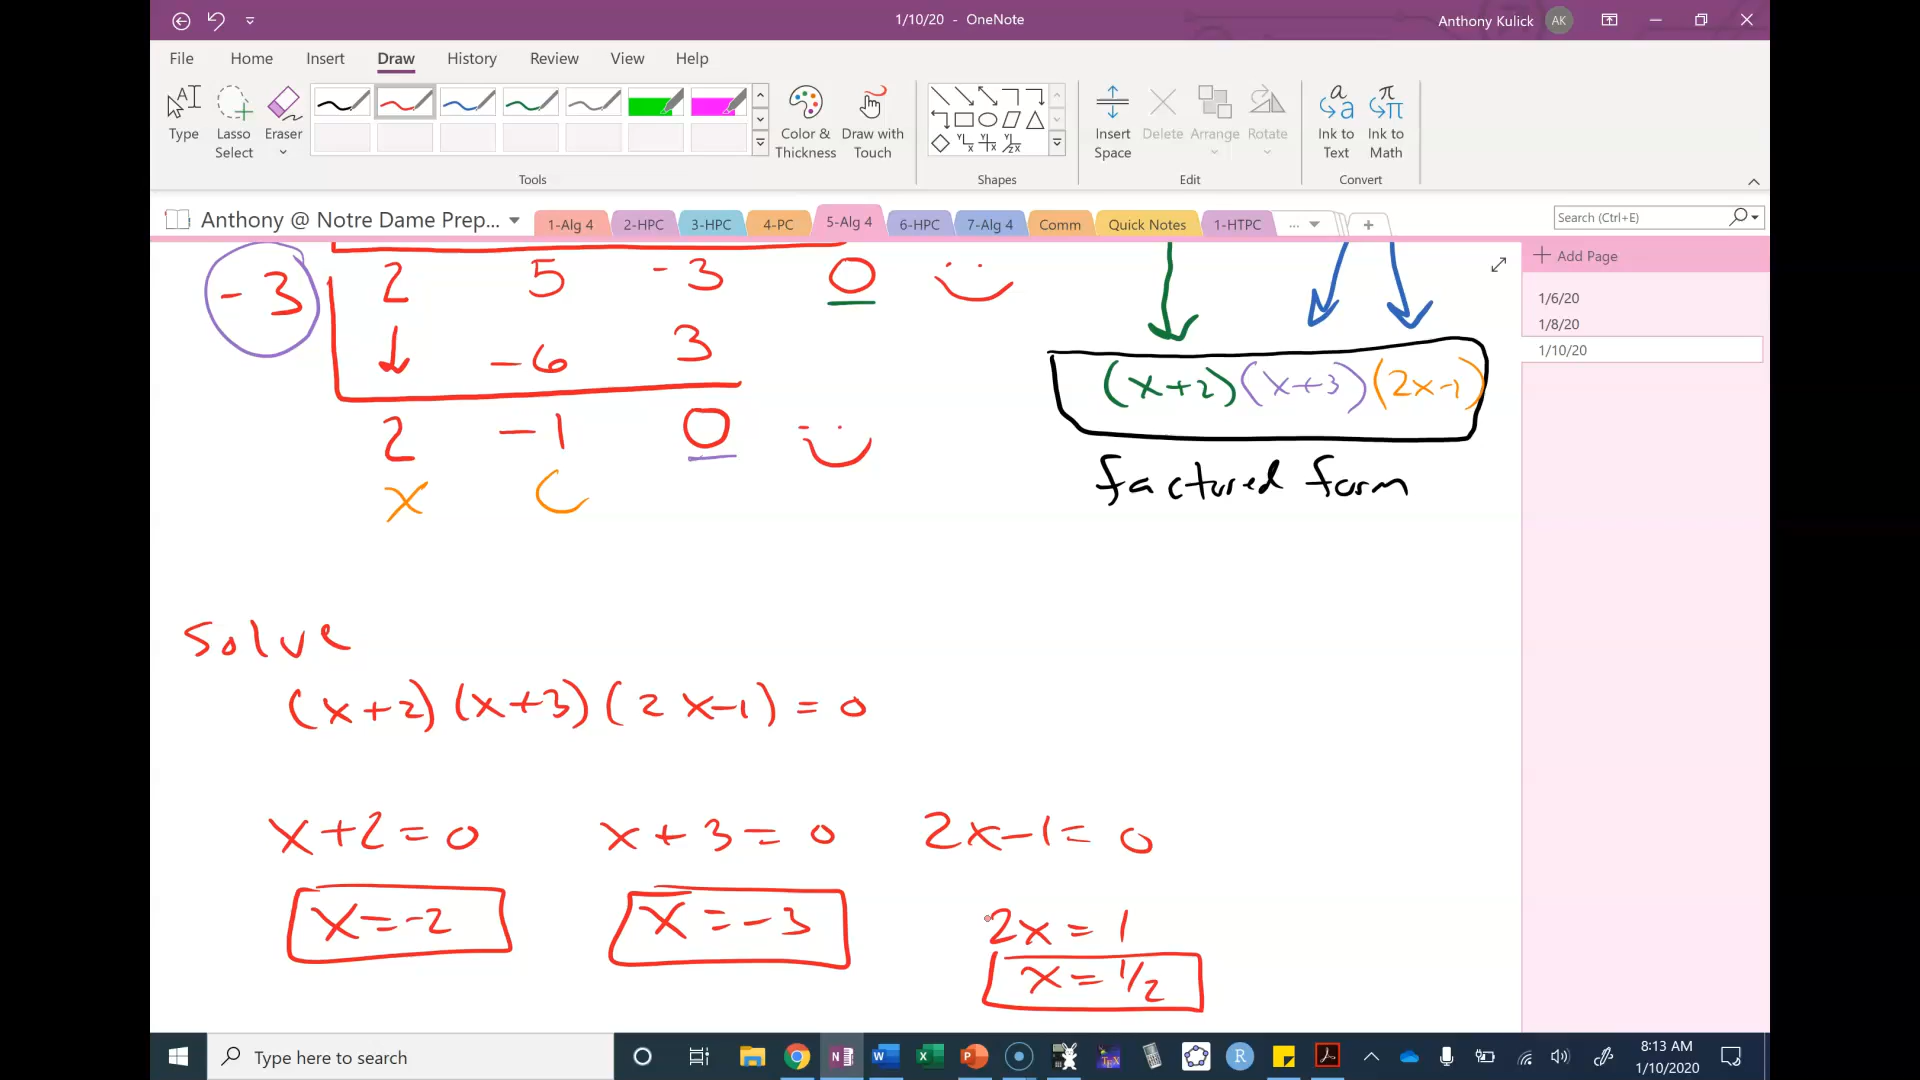 1/10/20 - OneNote
Anthony Kulick AK
File Home Insert Draw History Review View Help
Type
Lasso Select
Eraser
Color & Thickness
Draw with Touch
Insert Space
Delete
Arrange
Rotate
Ink to Text
Ink to Math
Tools Shapes Edit Convert
Anthony @ Notre Dame Prep... 1-Alg 4 2-HPC 3-HPC 4-PC 5-Alg 4 6-HPC 7-Alg 4 Comm Quick Notes 1-HTPC ... +
Search (Ctrl+E)
+ Add Page
1/6/20
1/8/20
1/10/20
-3 2 5 -3 0
-6 3
2 -1 0
x C
(x+2)(x+3)(2x-1)
factured form
Solve
(x+2)(x+3)(2x-1)=0
x+2=0 x+3=0 2x-1=0
x=-2 x=-3 2x=1
x=1/2
Type here to search
8:13 AM
1/10/2020